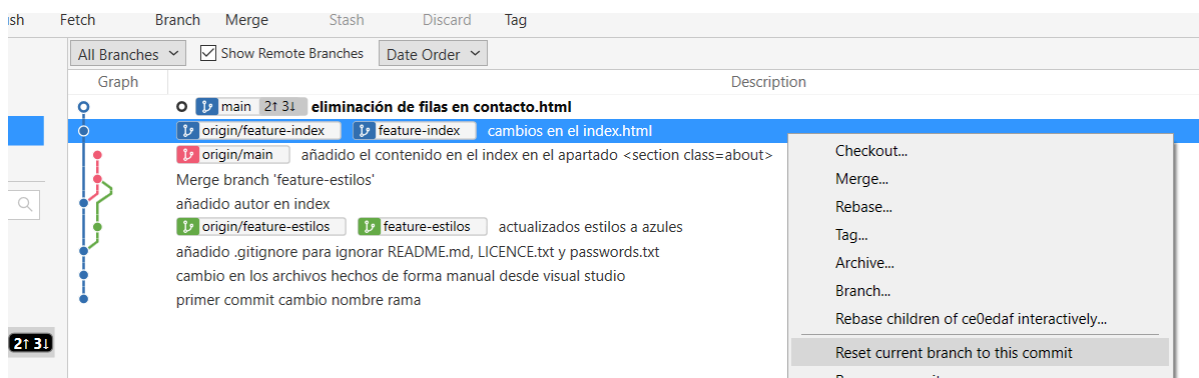 Fetch Branch Merge Stash Discard Tag
All Branches Show Remote Branches Date Order
Graph Description
main 2↑ 3↓ eliminación de filas en contacto.html
origin/feature-index feature-index cambios en el index.html
origin/main añadido el contenido en el index en el apartado <section class=about>
Merge branch 'feature-estilos'
añadido autor en index
origin/feature-estilos feature-estilos actualizados estilos a azules
añadido .gitignore para ignorar README.md, LICENCE.txt y passwords.txt
cambio en los archivos hechos de forma manual desde visual studio
primer commit cambio nombre rama
2↑ 3↓
Checkout...
Merge...
Rebase...
Tag...
Archive...
Branch...
Rebase children of ce0edaf interactively...
Reset current branch to this commit